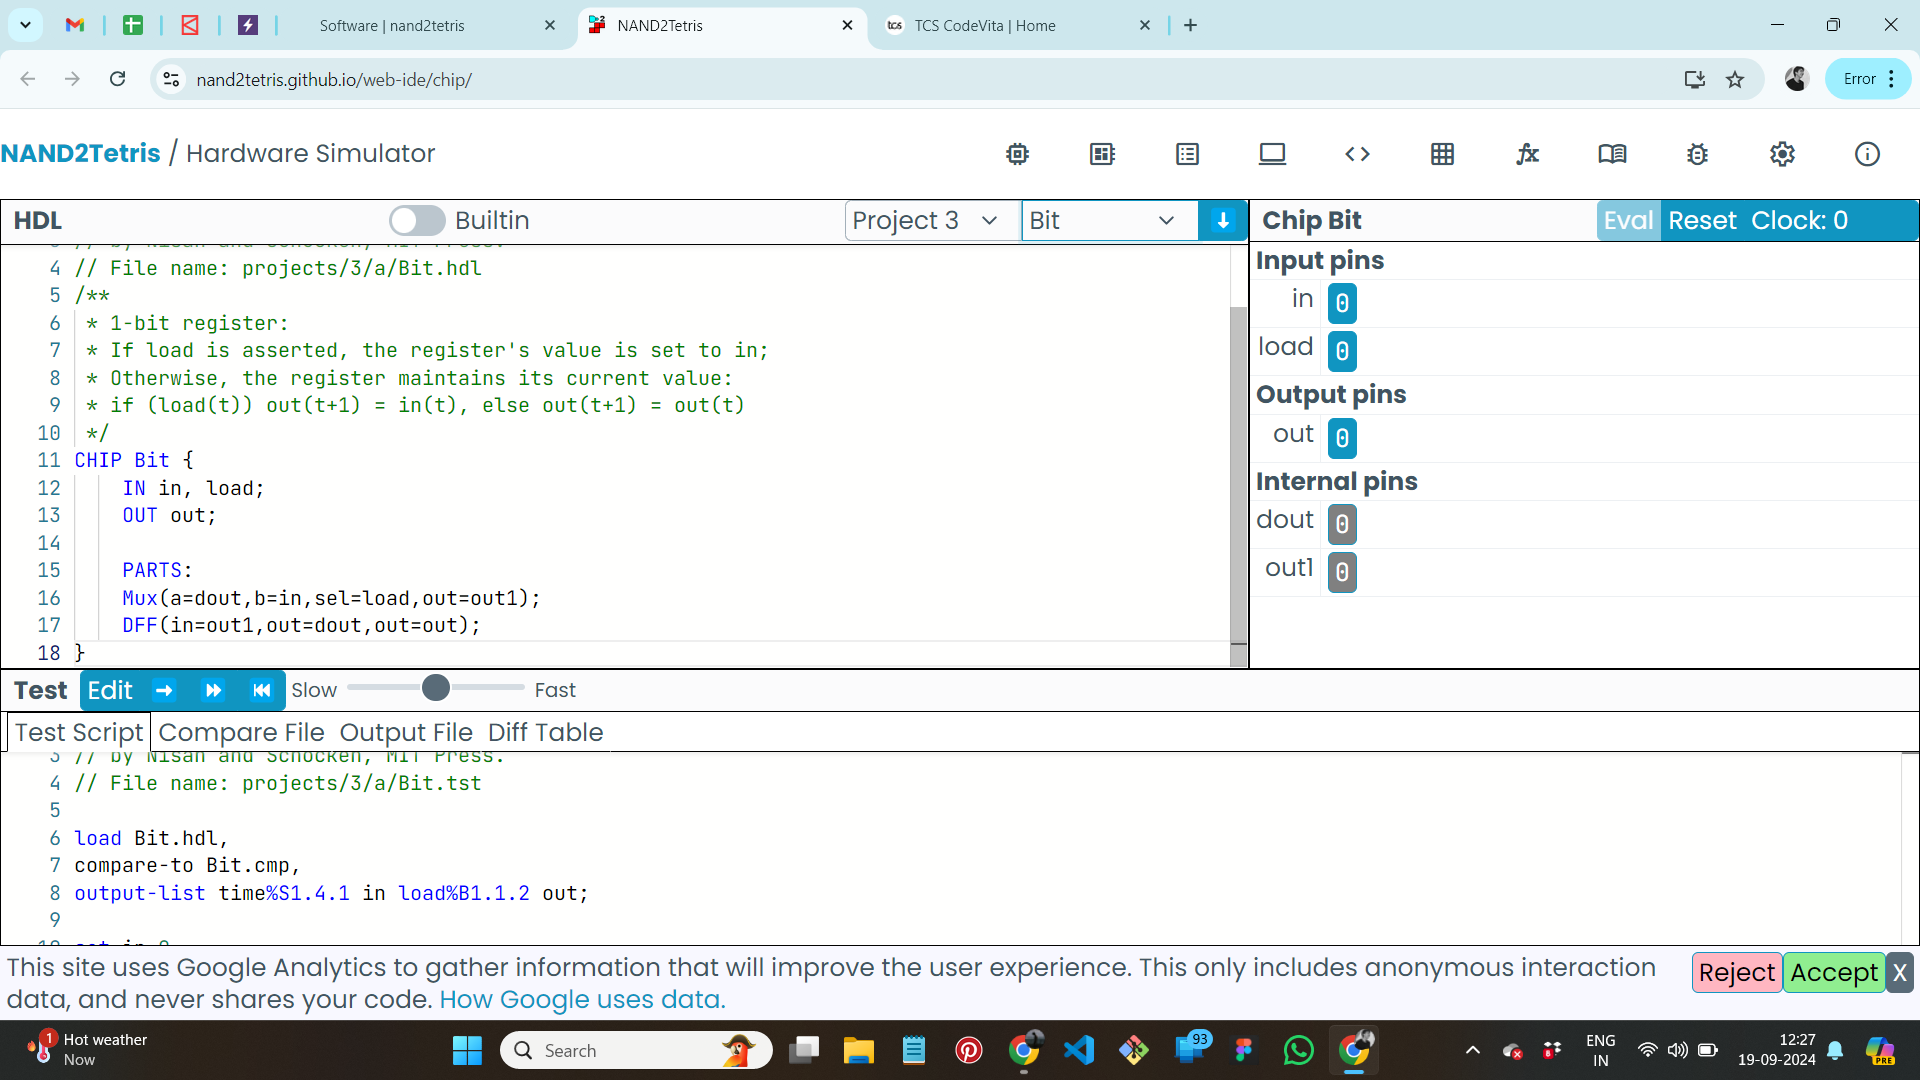 Software | nand2tetris
NAND2Tetris
TCS CodeVita | Home
nand2tetris.github.io/web-ide/chip/
Error
NAND2Tetris / Hardware Simulator
HDL
Builtin
Project 3
Bit
Chip Bit
Eval
Reset
Clock: 0
3 // by Nisan and Schocken, MIT Press.
4 // File name: projects/3/a/Bit.hdl
5 /**
6 * 1-bit register:
7 * If load is asserted, the register's value is set to in;
8 * Otherwise, the register maintains its current value:
9 * if (load(t)) out(t+1) = in(t), else out(t+1) = out(t)
10 */
11 CHIP Bit {
12 IN in, load;
13 OUT out;
14
15 PARTS:
16 Mux(a=dout,b=in,sel=load,out=out1);
17 DFF(in=out1,out=dout,out=out);
18 }
Input pins
in 0
load 0
Output pins
out 0
Internal pins
dout 0
out1 0
Test
Edit
Slow
Fast
Test Script
Compare File
Output File
Diff Table
3 // by Nisan and Schocken, MIT Press.
4 // File name: projects/3/a/Bit.tst
5
6 load Bit.hdl,
7 compare-to Bit.cmp,
8 output-list time%S1.4.1 in load%B1.1.2 out;
9
This site uses Google Analytics to gather information that will improve the user experience. This only includes anonymous interaction
data, and never shares your code. How Google uses data.
Reject
Accept
X
1
Hot weather
Now
Search
93
8
ENG
IN
12:27
19-09-2024
PRE